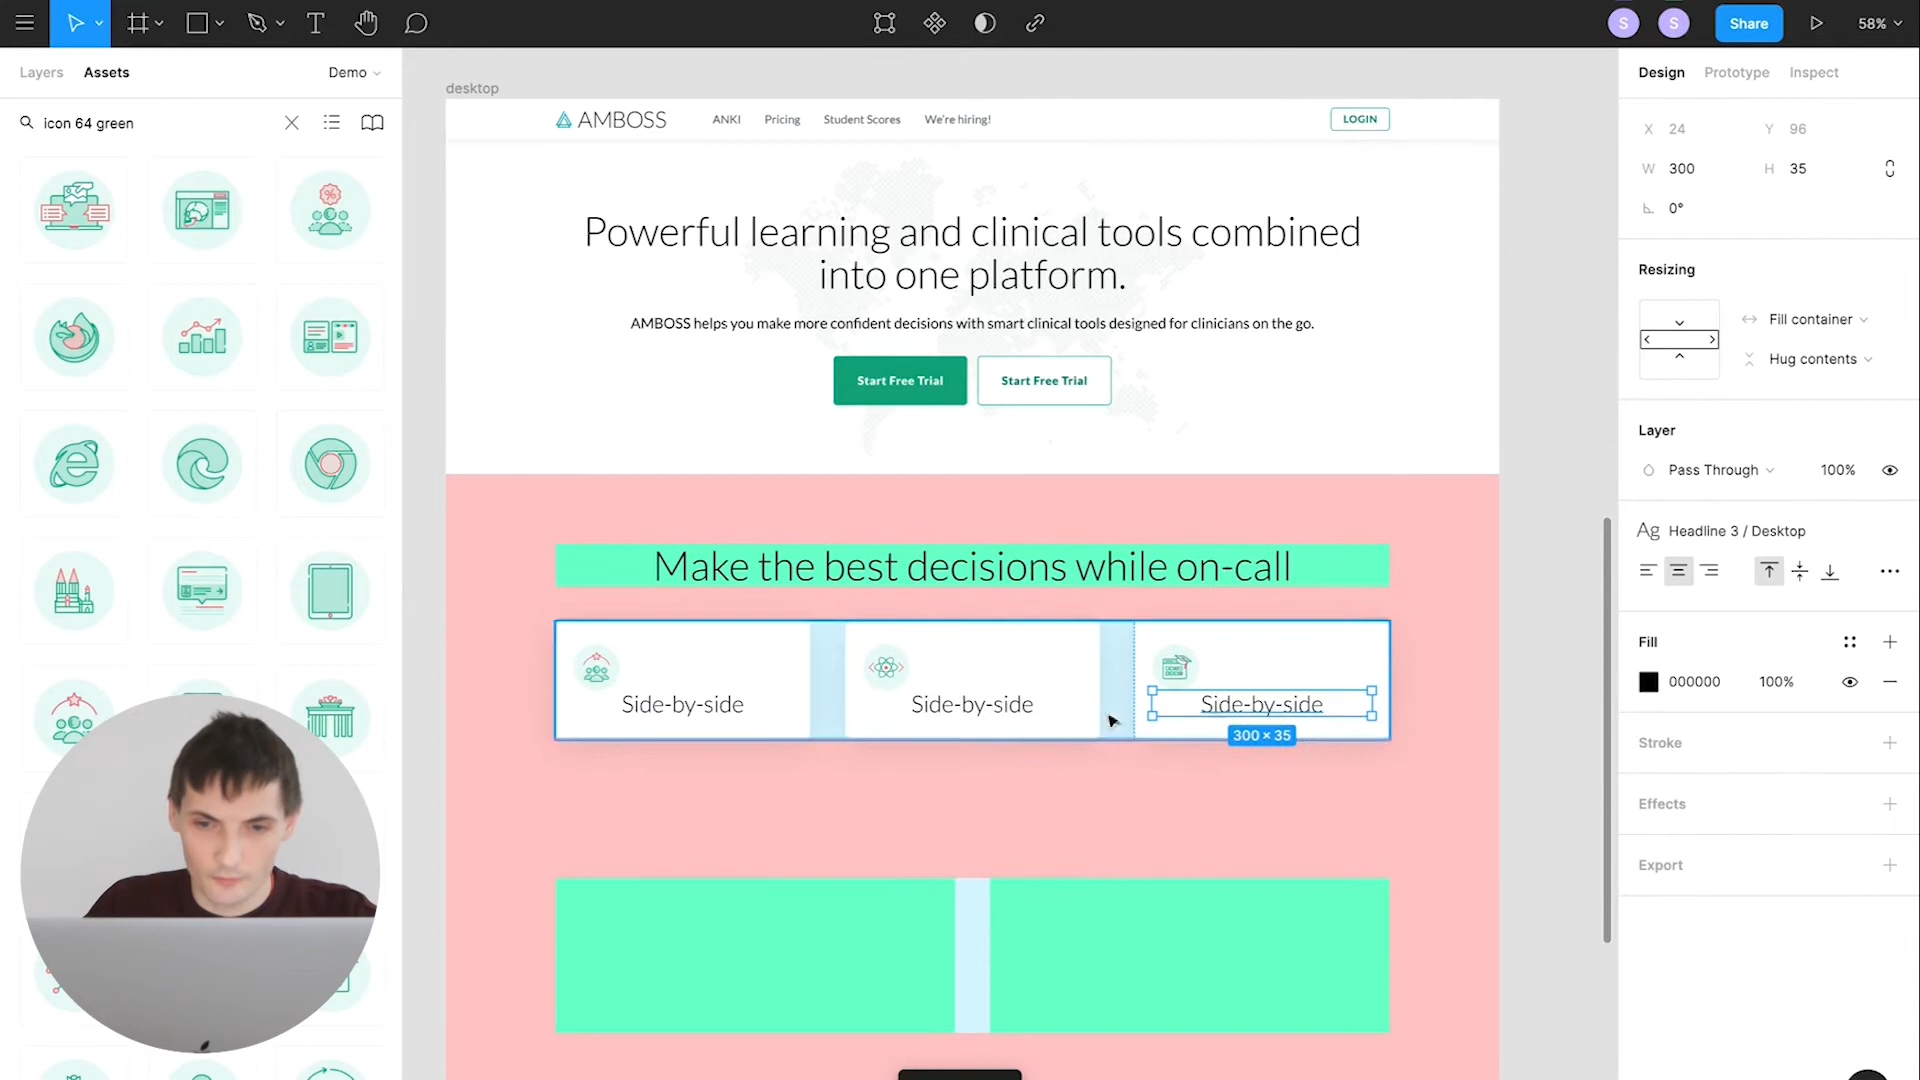 S
S
Share
58%
Layers
Assets
Demo
icon 64 green
desktop
AMBOSS
ANKI
Pricing
Student Scores
We're hiring!
LOGIN
Powerful learning and clinical tools combined
into one platform.
AMBOSS helps you make more confident decisions with smart clinical tools designed for clinicians on the go.
Start Free Trial
Start Free Trial
Make the best decisions while on-call
Side-by-side
Side-by-side
Side-by-side
300 × 35
Design
Prototype
Inspect
X 24
Y 96
W 300
H 35
0°
Resizing
Fill container
Hug contents
Layer
Pass Through
100%
Ag Headline 3 / Desktop
Fill
000000
100%
Stroke
Effects
Export